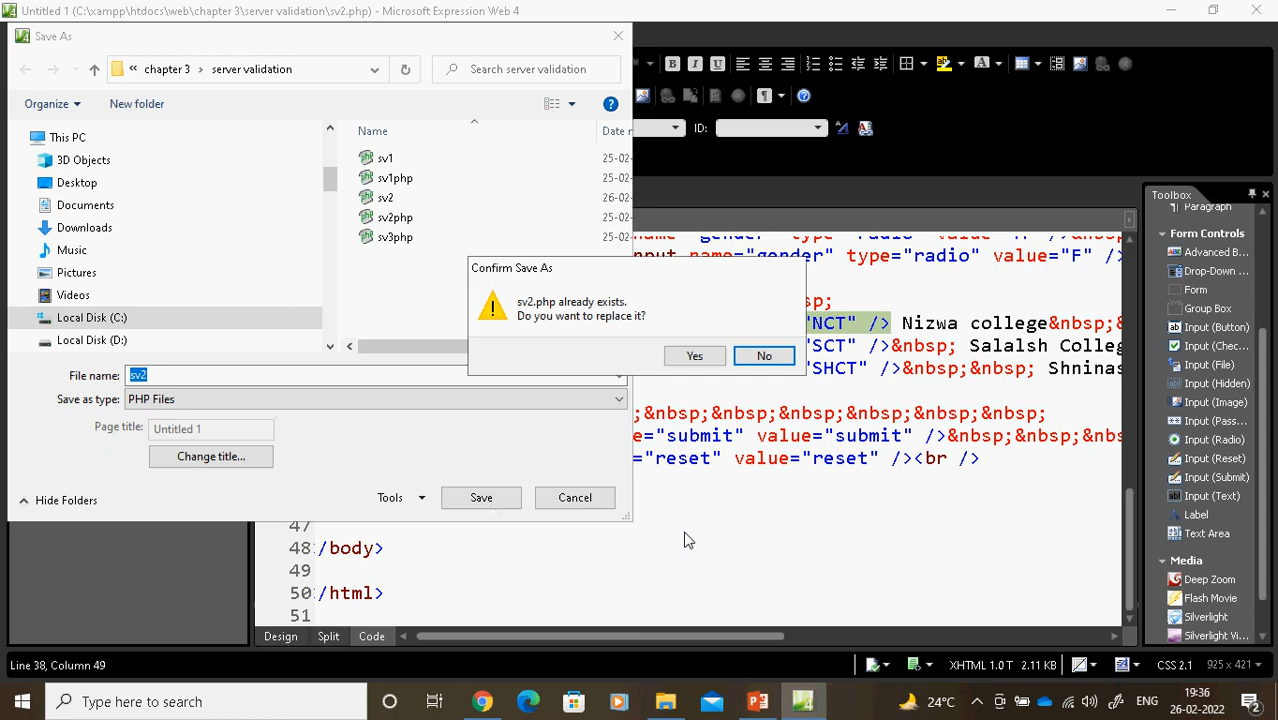 Untitled 1 (C:\xampp\htdocs\web\chapter 3\server validation\sv2.php) - Microsoft Expression Web 4
Save As
« chapter 3 › server validation
Search server validation
Organize
New folder
This PC
3D Objects
Desktop
Documents
Downloads
Music
Pictures
Videos
Local Disk (C:)
Local Disk (D:)
Name
Date
sv1
25-02-
sv1php
25-02-
sv2
26-02-
sv2php
25-02-
sv3php
25-02-
File name: sv2
Save as type: PHP Files
Page title: Untitled 1
Change title...
Hide Folders
Tools
Save
Cancel
Confirm Save As
sv2.php already exists.
Do you want to replace it?
Yes
No
B I U
ID:
"gender" type="radio" value="F" />
"NCT" /> Nizwa college&nbsp;&
"SCT" />&nbsp; Salalsh Colleg
"SHCT" />&nbsp;&nbsp; Shninas
;&nbsp;&nbsp;&nbsp;&nbsp;&nbsp;
="submit" value="submit" />&nbsp;&nbsp;&nb
="reset" value="reset" /><br />
47
48 /body>
49
50 /html>
51
Design
Split
Code
Toolbox
Paragraph
Form Controls
Advanced B...
Drop-Down ...
Form
Group Box
Input (Button)
Input (Chec...
Input (File)
Input (Hidden)
Input (Image)
Input (Pass...
Input (Radio)
Input (Reset)
Input (Submit)
Input (Text)
Label
Text Area
Media
Deep Zoom
Flash Movie
Silverlight
Silverlight Vi...
Line 38, Column 49
XHTML 1.0 T
2.11 KB
CSS 2.1
925 x 421
Type here to search
24°C
ENG
19:36
26-02-2022
2